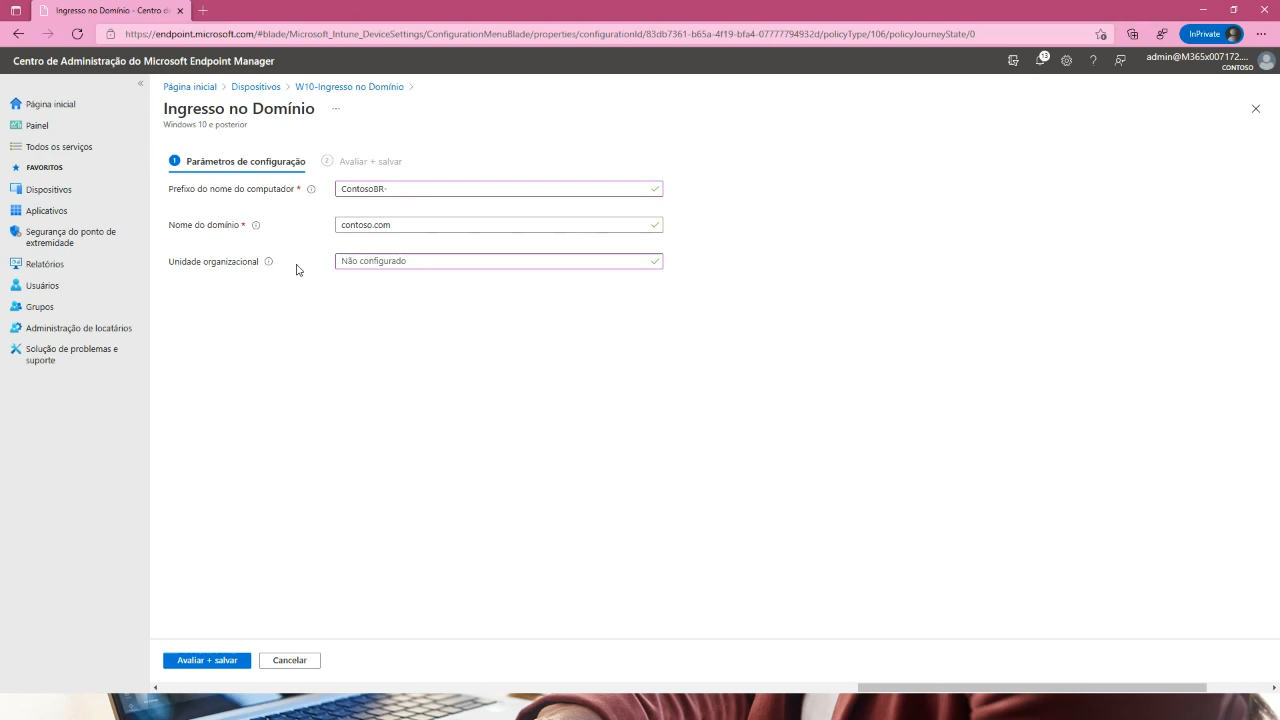 Ingresso no Domínio - Centro de
https://endpoint.microsoft.com/#blade/Microsoft_Intune_DeviceSettings/ConfigurationMenuBlade/properties/configurationId/83db7361-b65a-4f19-bfa4-07777794932d/policyType/106/policyJourneyState/0
InPrivate
Centro de Administração do Microsoft Endpoint Manager
13
admin@M365x007172....
CONTOSO
Página inicial
Painel
Todos os serviços
FAVORITOS
Dispositivos
Aplicativos
Segurança do ponto de
extremidade
Relatórios
Usuários
Grupos
Administração de locatários
Solução de problemas e
suporte
Página inicial > Dispositivos > W10-Ingresso no Domínio >
Ingresso no Domínio ...
Windows 10 e posterior
1 Parâmetros de configuração 2 Avaliar + salvar
Prefixo do nome do computador * ContosoBR-
Nome do domínio * contoso.com
Unidade organizacional Não configurado
Avaliar + salvar Cancelar